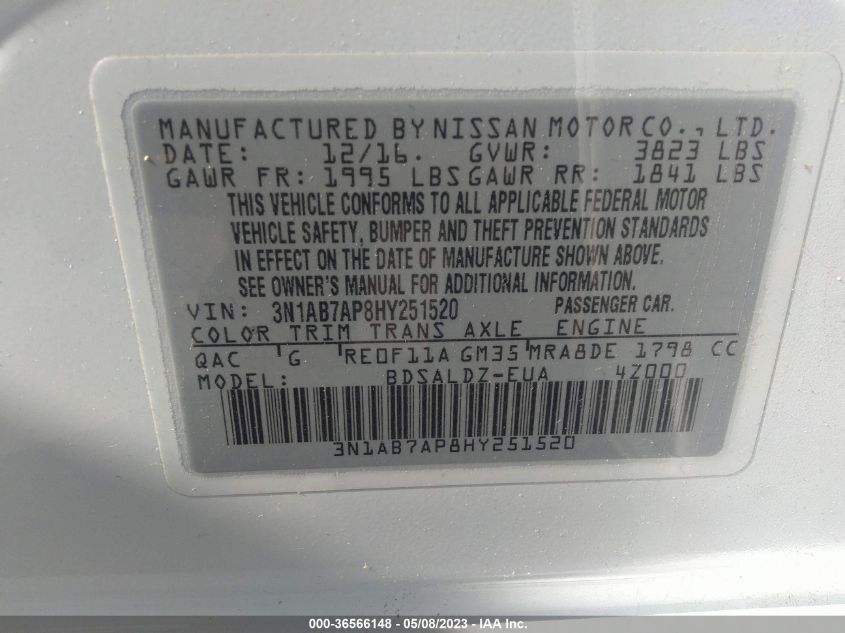 MANUFACTURED BY NISSAN MOTOR CO., LTD.
DATE: 12/16. GVWR: 3823 LBS
GAWR FR: 1995 LBS GAWR RR: 1841 LBS
THIS VEHICLE CONFORMS TO ALL APPLICABLE FEDERAL MOTOR
VEHICLE SAFETY, BUMPER AND THEFT PREVENTION STANDARDS
IN EFFECT ON THE DATE OF MANUFACTURE SHOWN ABOVE.
SEE OWNER'S MANUAL FOR ADDITIONAL INFORMATION.
VIN: 3N1AB7AP8HY251520 PASSENGER CAR.
COLOR TRIM TRANS AXLE ENGINE
QAC 'G RE0F11A GM35'MRA8DE 1798 CC
MODEL: BDSALDZ-EUA 4Z000
3N1AB7AP8HY251520
000-36566148 - 05/08/2023 - IAAI.com